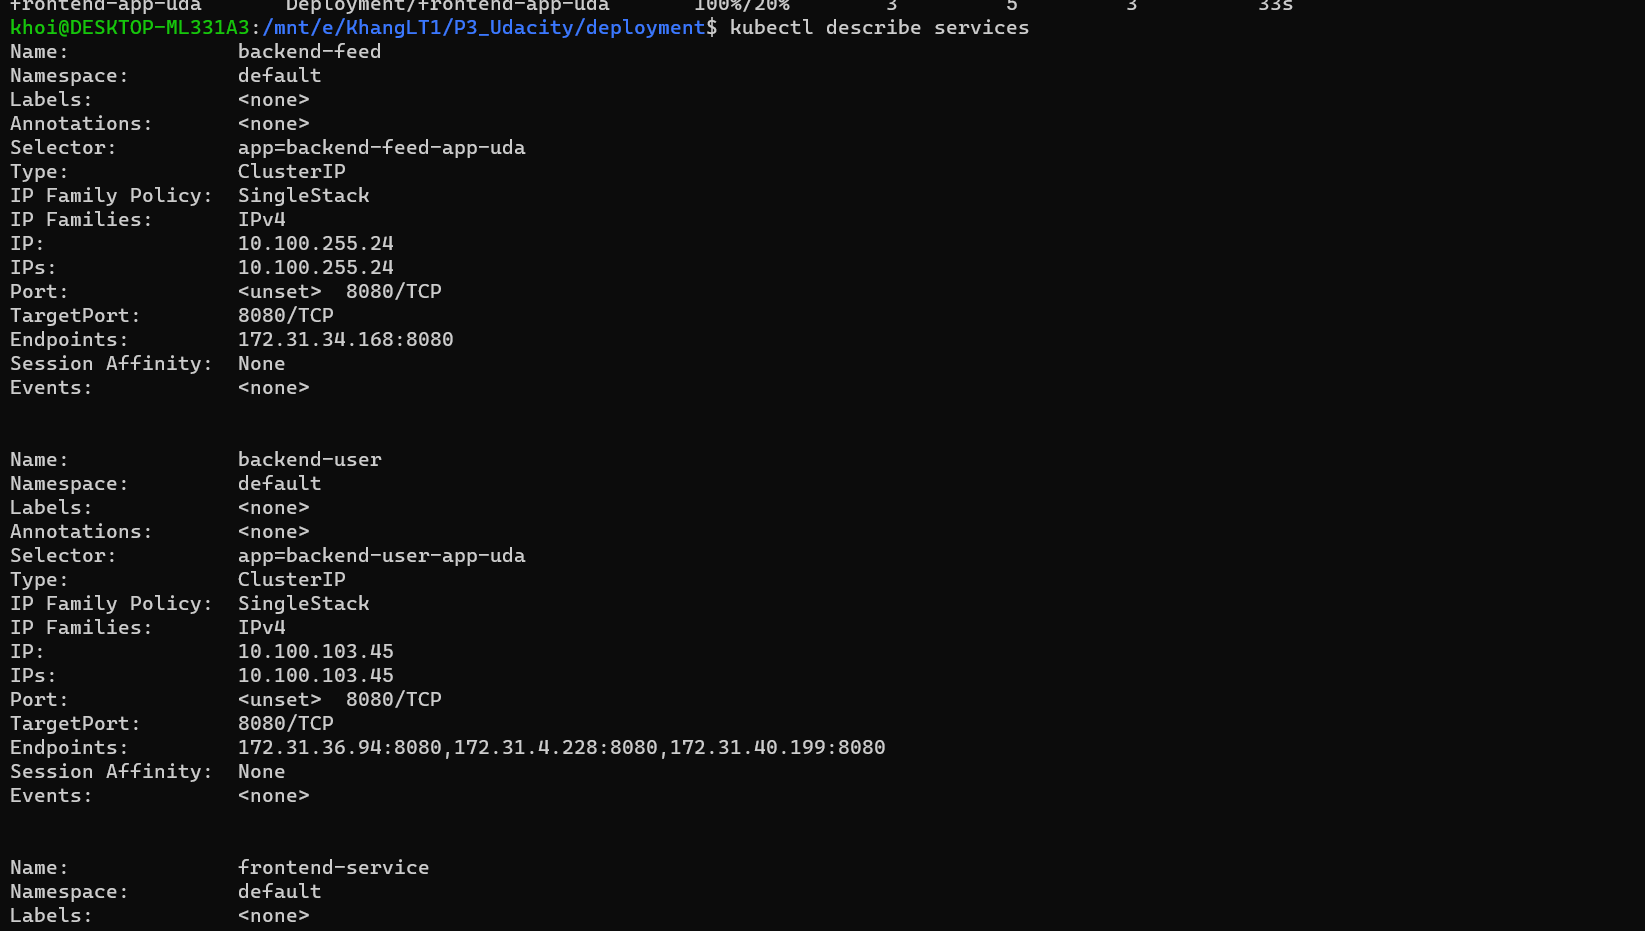 frontend-app-uda       Deployment/frontend-app-uda       100%/20%        3         5         3          33s
khoi@DESKTOP-ML331A3:/mnt/e/KhangLT1/P3_Udacity/deployment$ kubectl describe services
Name:              backend-feed
Namespace:         default
Labels:            <none>
Annotations:       <none>
Selector:          app=backend-feed-app-uda
Type:              ClusterIP
IP Family Policy:  SingleStack
IP Families:       IPv4
IP:                10.100.255.24
IPs:               10.100.255.24
Port:              <unset>  8080/TCP
TargetPort:        8080/TCP
Endpoints:         172.31.34.168:8080
Session Affinity:  None
Events:            <none>

Name:              backend-user
Namespace:         default
Labels:            <none>
Annotations:       <none>
Selector:          app=backend-user-app-uda
Type:              ClusterIP
IP Family Policy:  SingleStack
IP Families:       IPv4
IP:                10.100.103.45
IPs:               10.100.103.45
Port:              <unset>  8080/TCP
TargetPort:        8080/TCP
Endpoints:         172.31.36.94:8080,172.31.4.228:8080,172.31.40.199:8080
Session Affinity:  None
Events:            <none>

Name:              frontend-service
Namespace:         default
Labels:            <none>